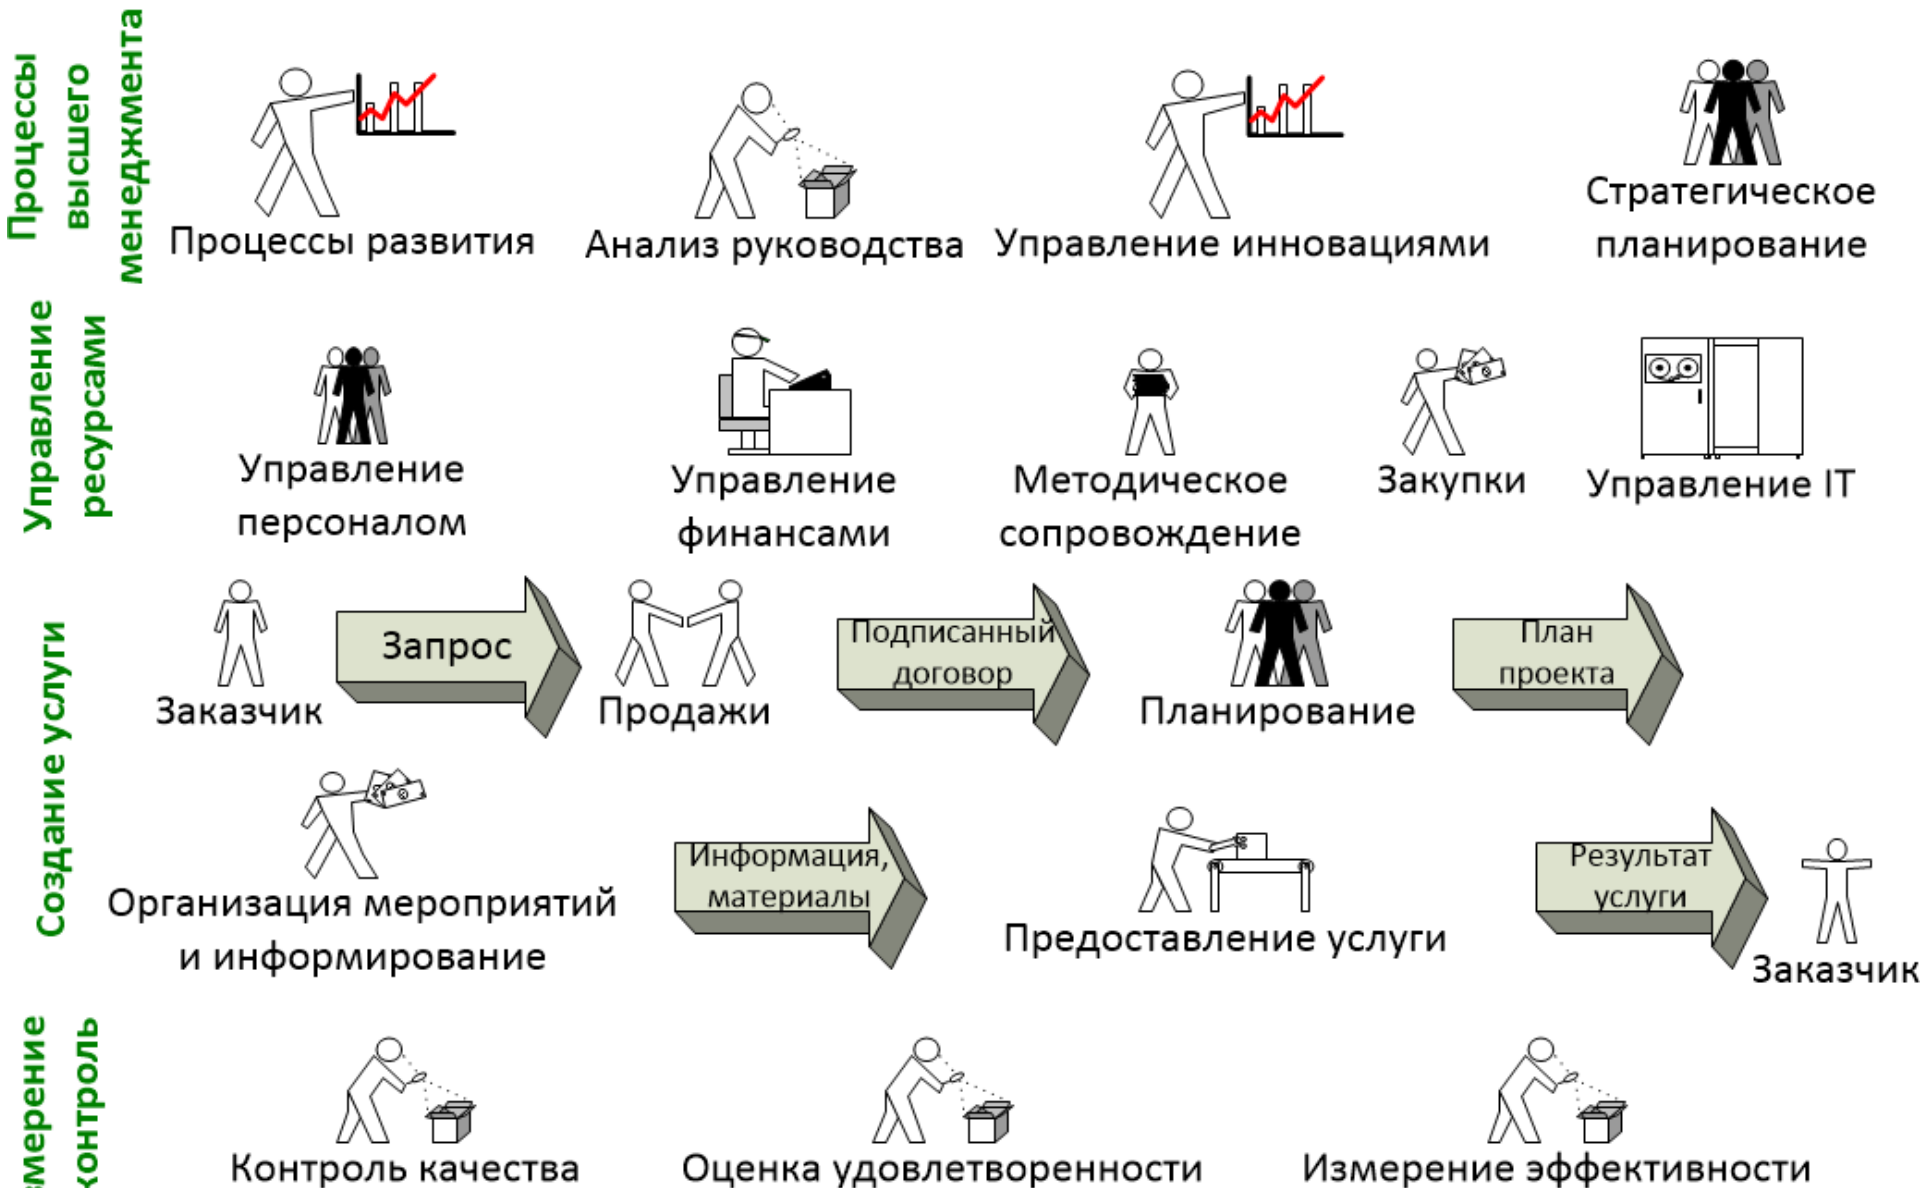 Процессы
высшего
менеджмента
Процессы развития
Анализ руководства
Управление инновациями
Стратегическое
планирование
Управление
ресурсами
Управление
персоналом
Управление
финансами
Методическое
сопровождение
Закупки
Управление IT
Создание услуги
Заказчик
Запрос
Продажи
Подписанный
договор
Планирование
План
проекта
Организация мероприятий
и информирование
Информация,
материалы
Предоставление услуги
Результат
услуги
Заказчик
змерение
контроль
Контроль качества
Оценка удовлетворенности
Измерение эффективности